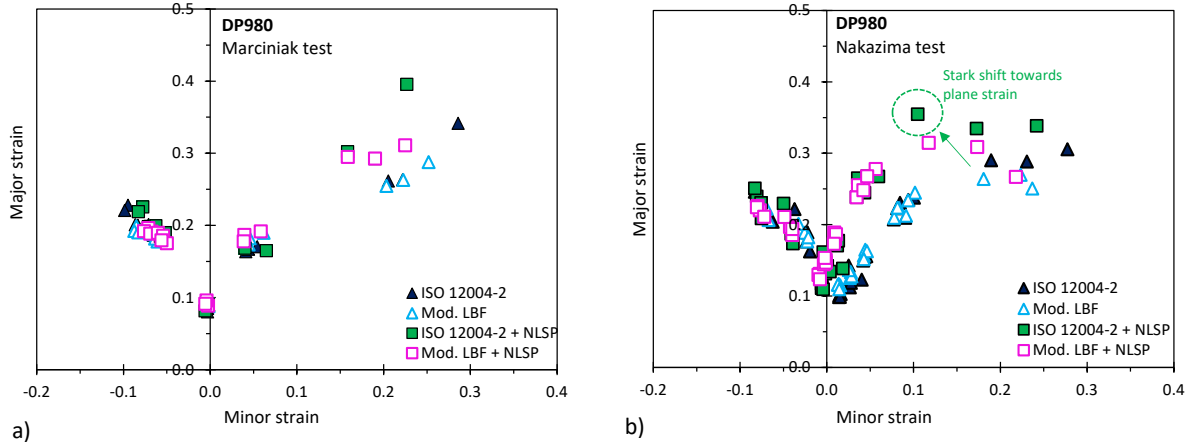 DP980
Marciniak test
Major strain
0.5
0.4
0.3
0.2
0.1
0.0
-0.2
-0.1
0.0
0.1
0.2
0.3
0.4
Minor strain
ISO 12004-2
Mod. LBF
ISO 12004-2 + NLSP
Mod. LBF + NLSP
a)
DP980
Nakazima test
Stark shift towards
plane strain
Major strain
0.5
0.4
0.3
0.2
0.1
0.0
-0.2
-0.1
0.0
0.1
0.2
0.3
0.4
Minor strain
ISO 12004-2
Mod. LBF
ISO 12004-2 + NLSP
Mod. LBF + NLSP
b)